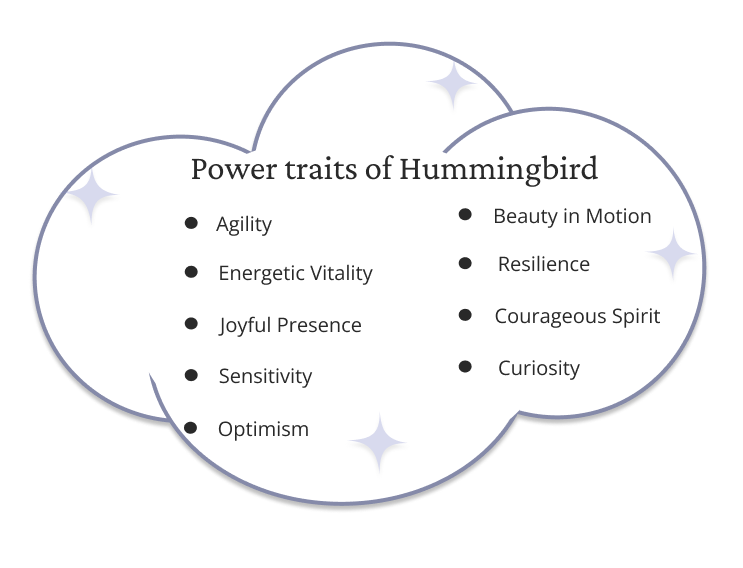 Power traits of Hummingbird
Agility
Energetic Vitality
Joyful Presence
Sensitivity
Optimism
Beauty in Motion
Resilience
Courageous Spirit
Curiosity